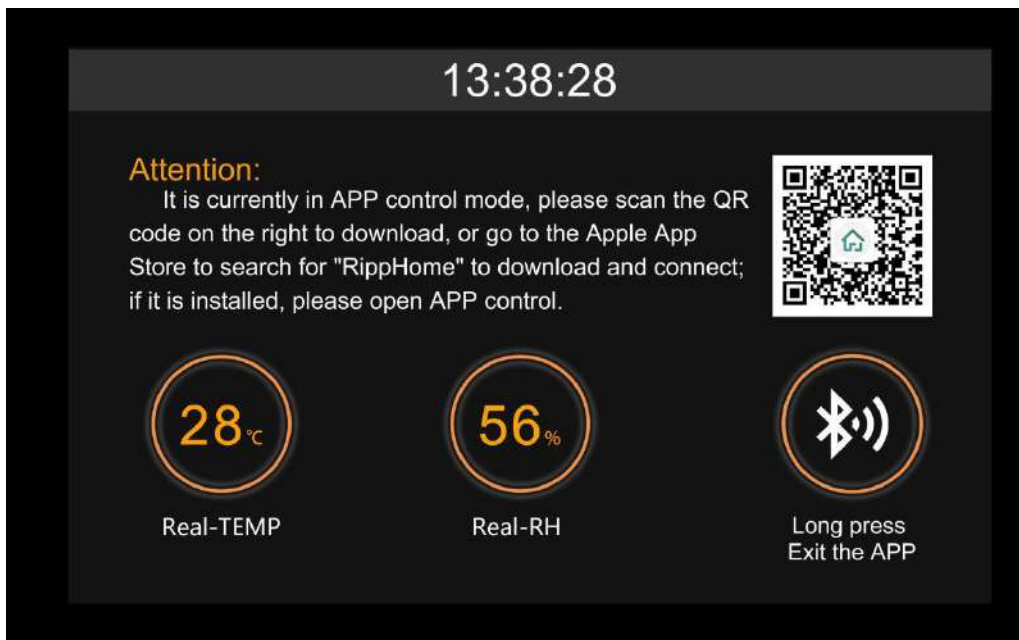 13:38:28
Attention:
It is currently in APP control mode, please scan the QR
code on the right to download, or go to the Apple App
Store to search for "RippHome" to download and connect;
if it is installed, please open APP control.
28℃
56%
Real-TEMP
Real-RH
Long press
Exit the APP